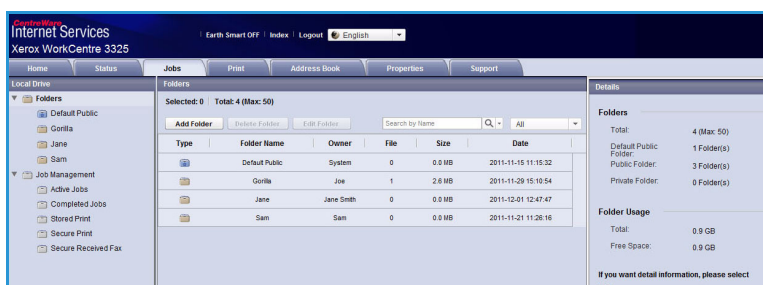 CentreWare
Internet Services
Xerox WorkCentre 3325
Earth Smart OFF Index Logout English
Home Status Jobs Print Address Book Properties Support
Local Drive
Folders
Default Public
Gorilla
Jane
Sam
Job Management
Active Jobs
Completed Jobs
Stored Print
Secure Print
Secure Received Fax
Folders
Selected: 0 Total: 4 (Max: 50)
Add Folder Delete Folder Edit Folder Search by Name All
Type Folder Name Owner File Size Date
Default Public System 0 0.0 MB 2011-11-15 11:15:32
Gorilla Joe 1 2.6 MB 2011-11-29 15:10:54
Jane Jane Smith 0 0.0 MB 2011-12-01 12:47:47
Sam Sam 0 0.0 MB 2011-11-21 11:26:16
Details
Folders
Total: 4 (Max: 50)
Default Public Folder: 1 Folder(s)
Public Folder: 3 Folder(s)
Private Folder: 0 Folder(s)
Folder Usage
Total: 0.9 GB
Free Space: 0.9 GB
If you want detail information, please select